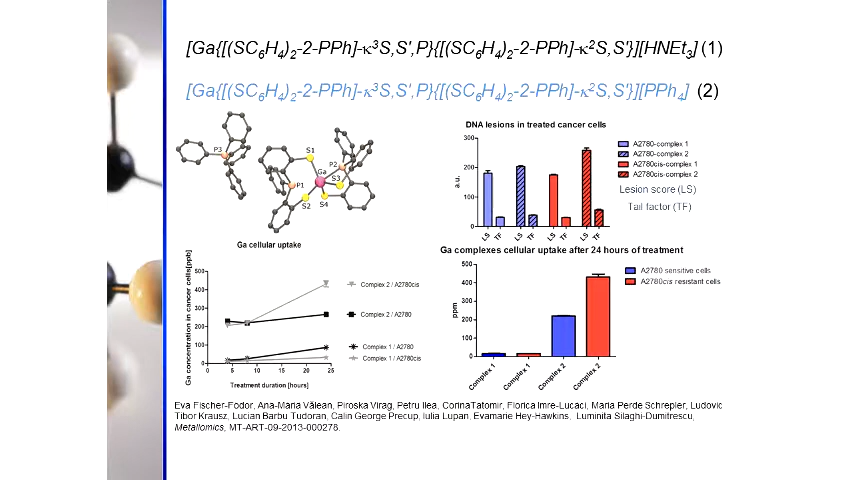 [Ga{[(SC6H4)2-2-PPh]-κ3S,S',P}{[(SC6H4)2-2-PPh]-κ2S,S'}][HNEt3] (1)
[Ga{[(SC6H4)2-2-PPh]-κ3S,S',P}{[(SC6H4)2-2-PPh]-κ2S,S'}][PPh4] (2)
P3
S1
Ga
P2
P1
S3
S2
S4
DNA lesions in treated cancer cells
300
200
100
0
a.u.
LS
TF
LS
TF
LS
TF
LS
TF
A2780-complex 1
A2780-complex 2
A2780cis-complex 1
A2780cis-complex 2
Lesion score (LS)
Tail factor (TF)
Ga cellular uptake
Ga concentration in cancer cells[ppb]
500
400
300
200
100
0
0
5
10
15
20
25
Treatment duration [hours]
Complex 2 / A2780cis
Complex 2 / A2780
Complex 1 / A2780
Complex 1 / A2780cis
Ga complexes cellular uptake after 24 hours of treatment
500
400
300
200
100
0
ppm
Complex 1
Complex 1
Complex 2
Complex 2
A2780 sensitive cells
A2780cis resistant cells
Eva Fischer-Fodor, Ana-Maria Vălean, Piroska Virag, Petru Ilea, CorinaTatomir, Florica Imre-Lucaci, Maria Perde Schrepler, Ludovic
Tibor Krausz, Lucian Barbu Tudoran, Calin George Precup, Iulia Lupan, Evamarie Hey-Hawkins, Luminita Silaghi-Dumitrescu,
Metallomics, MT-ART-09-2013-000278.